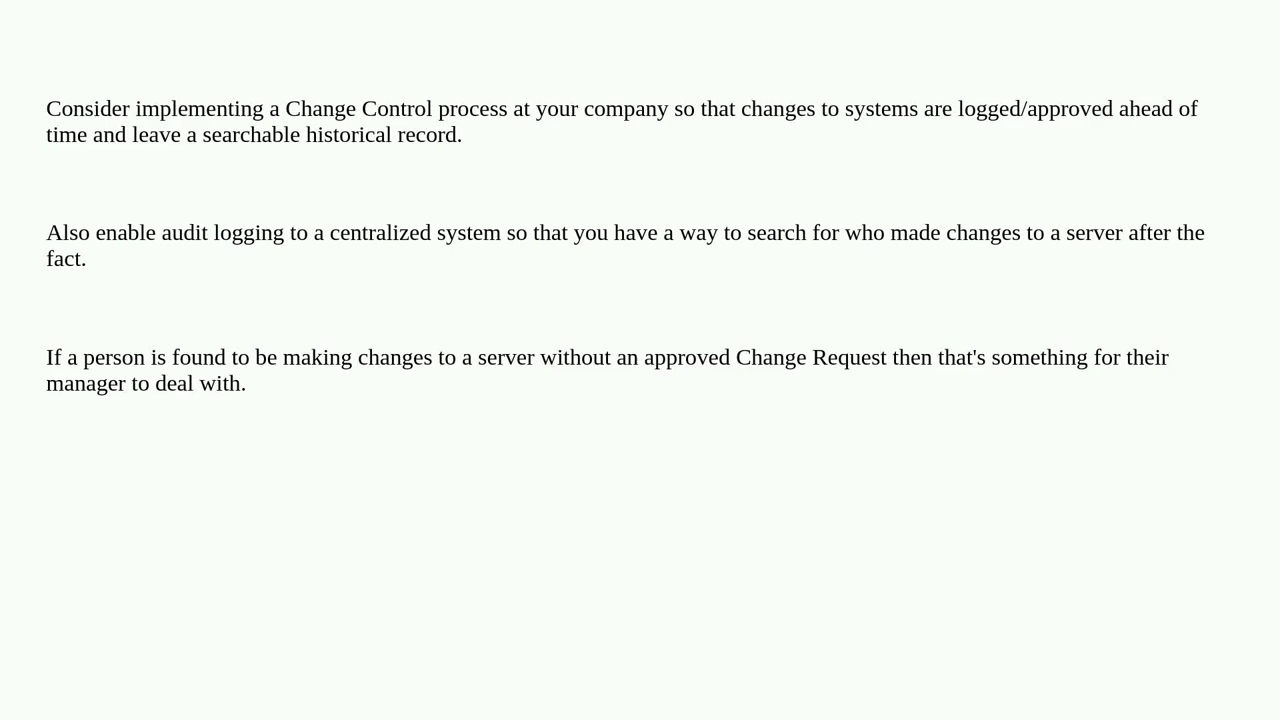 Consider implementing a Change Control process at your company so that changes to systems are logged/approved ahead of
time and leave a searchable historical record.
Also enable audit logging to a centralized system so that you have a way to search for who made changes to a server after the
fact.
If a person is found to be making changes to a server without an approved Change Request then that's something for their
manager to deal with.